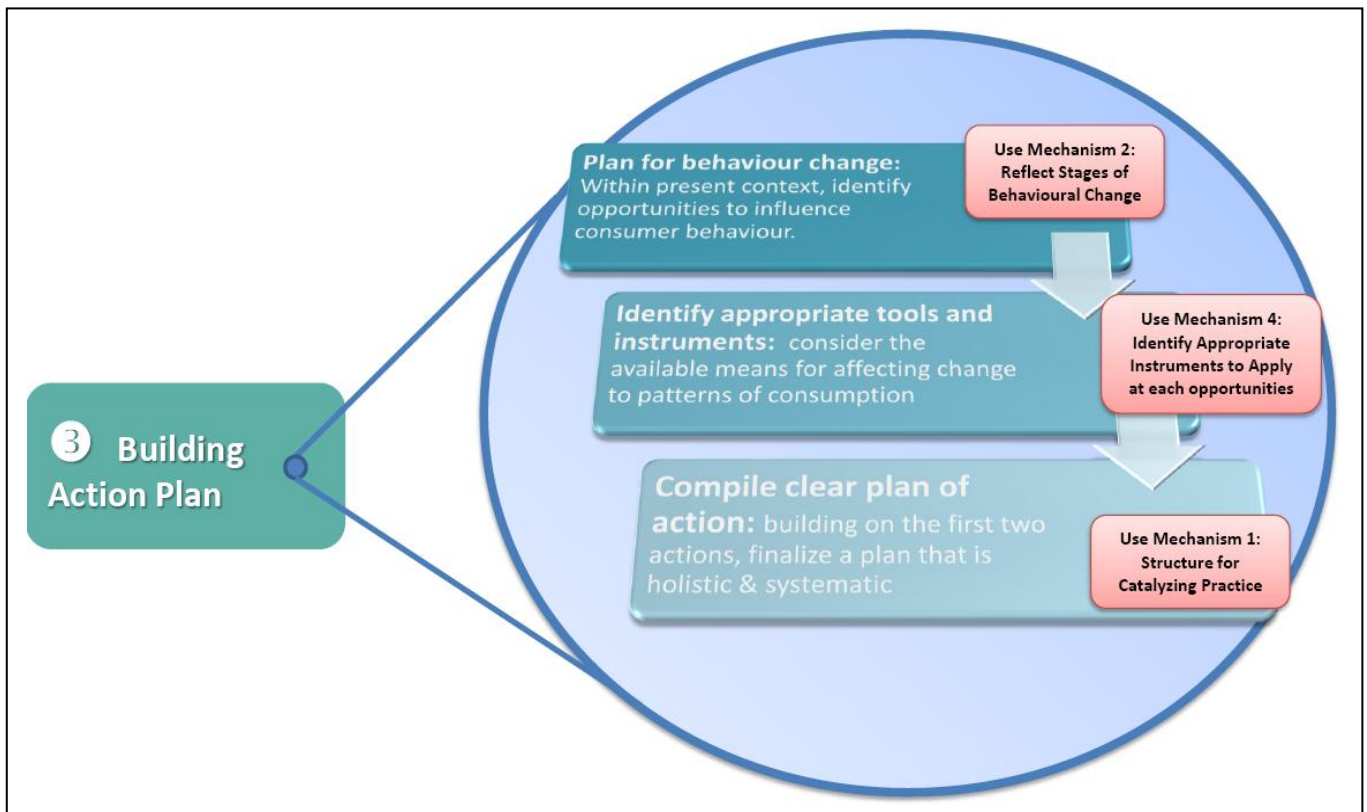 ❸ Building
Action Plan
Plan for behaviour change:
Within present context, identify
opportunities to influence
consumer behaviour.
Use Mechanism 2:
Reflect Stages of
Behavioural Change
Identify appropriate tools and
instruments: consider the
available means for affecting change
to patterns of consumption
Use Mechanism 4:
Identify Appropriate
Instruments to Apply
at each opportunities
Compile clear plan of
action: building on the first two
actions, finalize a plan that is
holistic & systematic
Use Mechanism 1:
Structure for
Catalyzing Practice